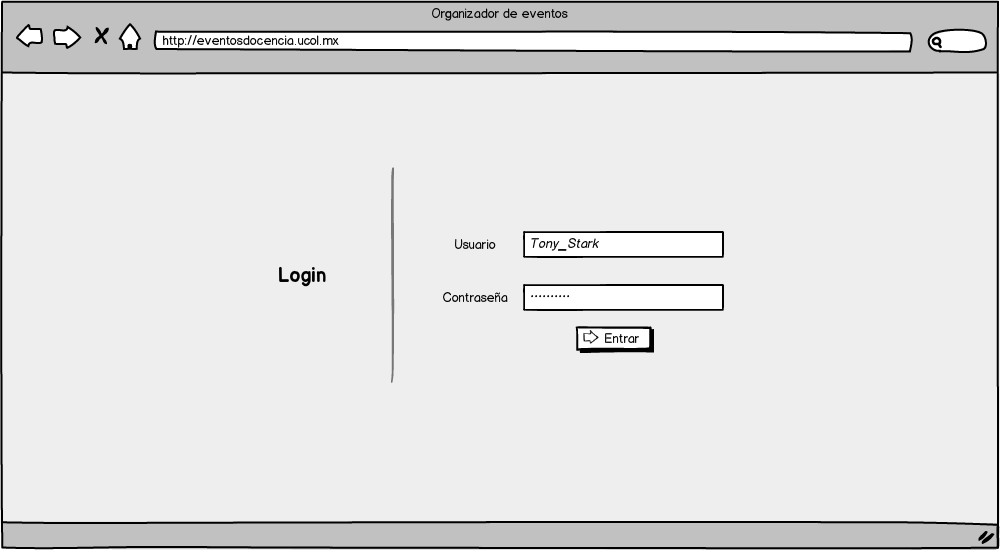 Organizador de eventos
http://eventosdocencia.ucol.mx
Login
Usuario
Tony_Stark
Contraseña
··········
Entrar